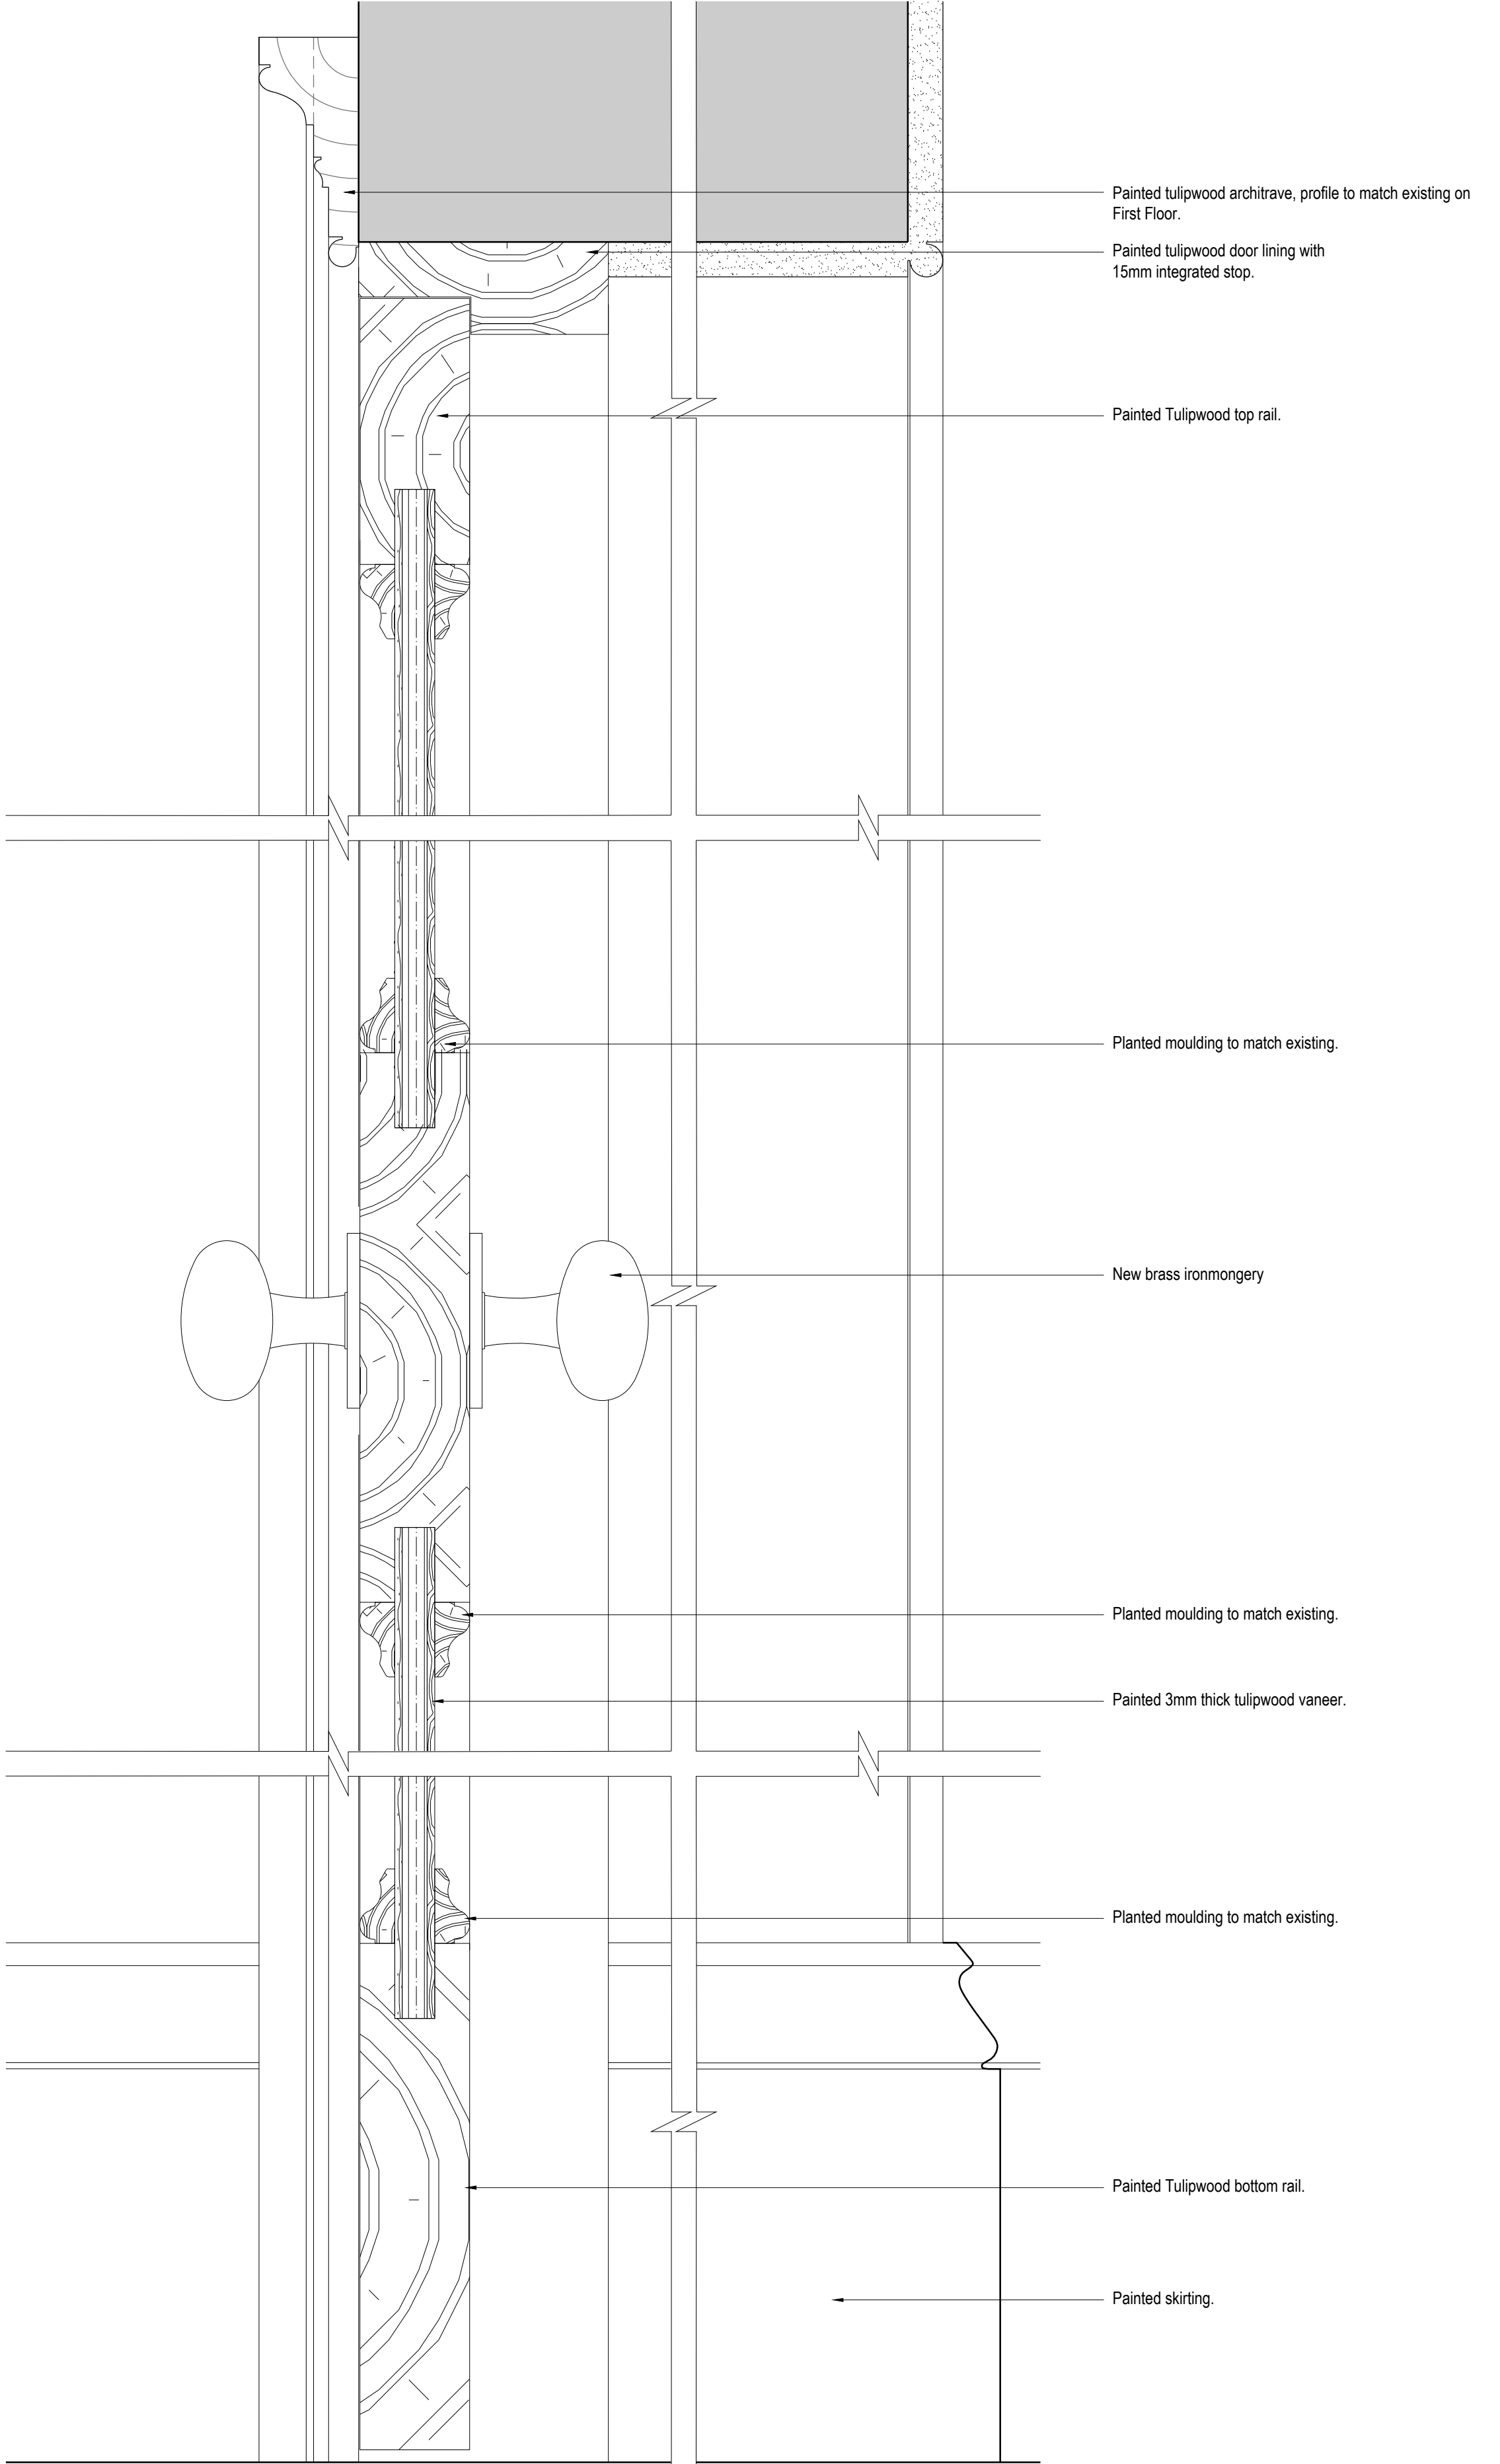 Painted tulipwood architrave, profile to match existing on
First Floor.
Painted tulipwood door lining with
15mm integrated stop.
Painted Tulipwood top rail.
Planted moulding to match existing.
New brass ironmongery
Planted moulding to match existing.
Painted 3mm thick tulipwood vaneer.
Planted moulding to match existing.
Painted Tulipwood bottom rail.
Painted skirting.